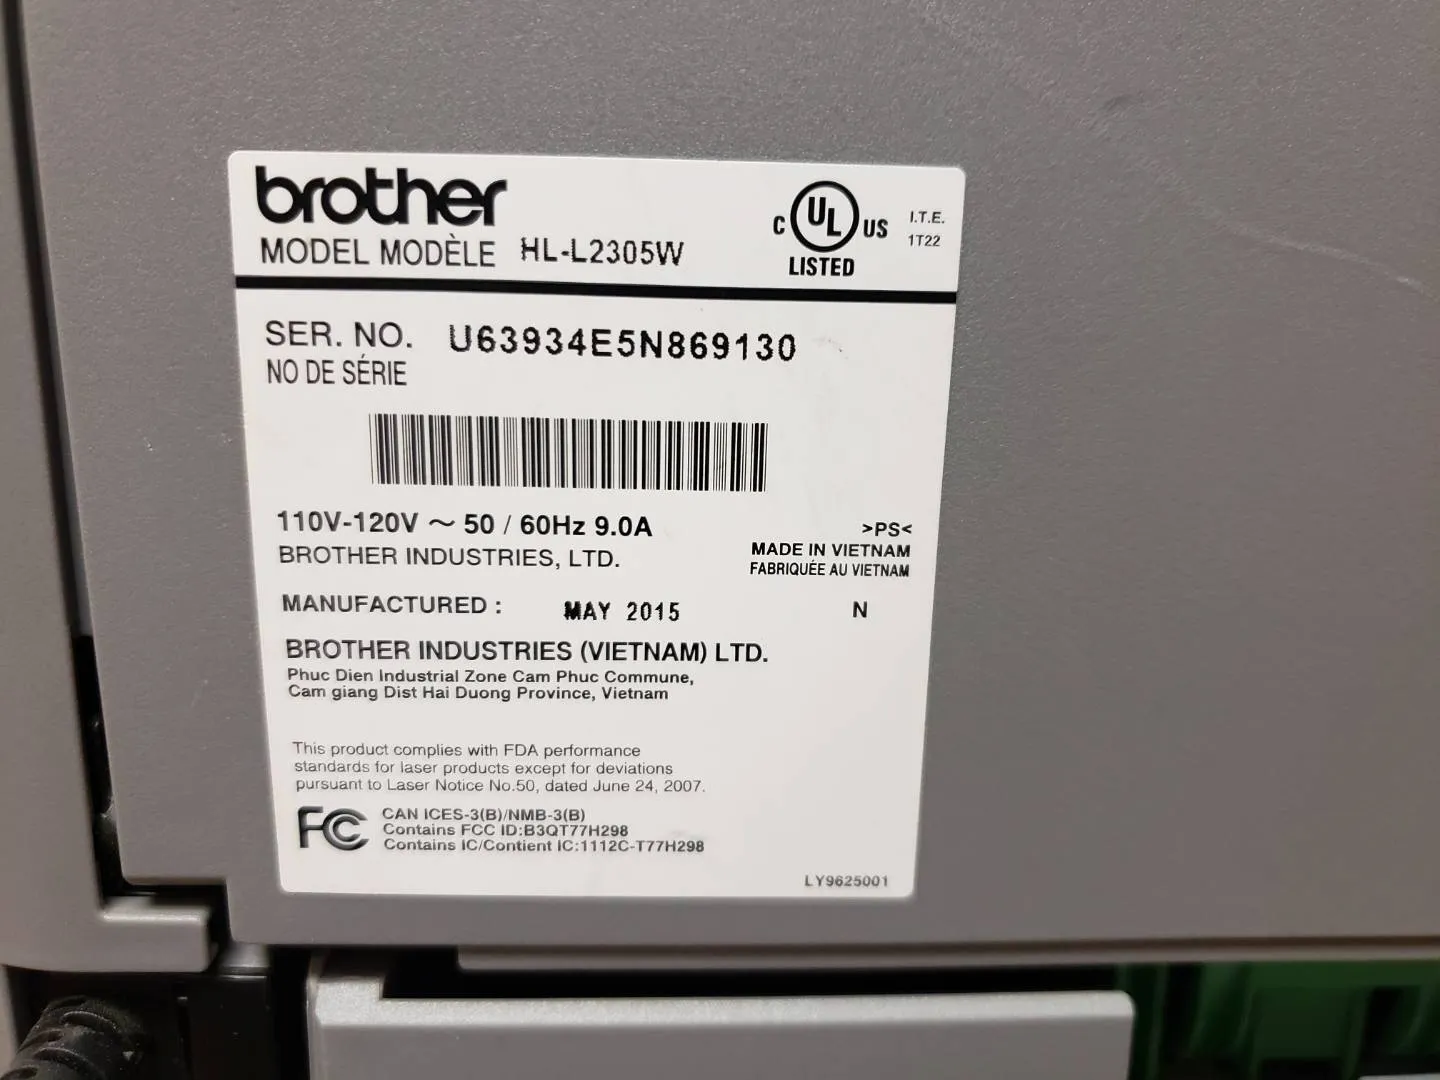 brother
MODEL MODÈLE HL-L2305W
C UL US
LISTED
I.T.E.
1T22
SER. NO. U63934E5N869130
NO DE SÉRIE
110V-120V ~ 50 / 60Hz 9.0A
>PS<
BROTHER INDUSTRIES, LTD.
MADE IN VIETNAM
FABRIQUÉE AU VIETNAM
MANUFACTURED : MAY 2015 N
BROTHER INDUSTRIES (VIETNAM) LTD.
Phuc Dien Industrial Zone Cam Phuc Commune,
Cam giang Dist Hai Duong Province, Vietnam
This product complies with FDA performance
standards for laser products except for deviations
pursuant to Laser Notice No.50, dated June 24, 2007.
FC CAN ICES-3(B)/NMB-3(B)
Contains FCC ID:B3QT77H298
Contains IC/Contient IC:1112C-T77H298
LY9625001